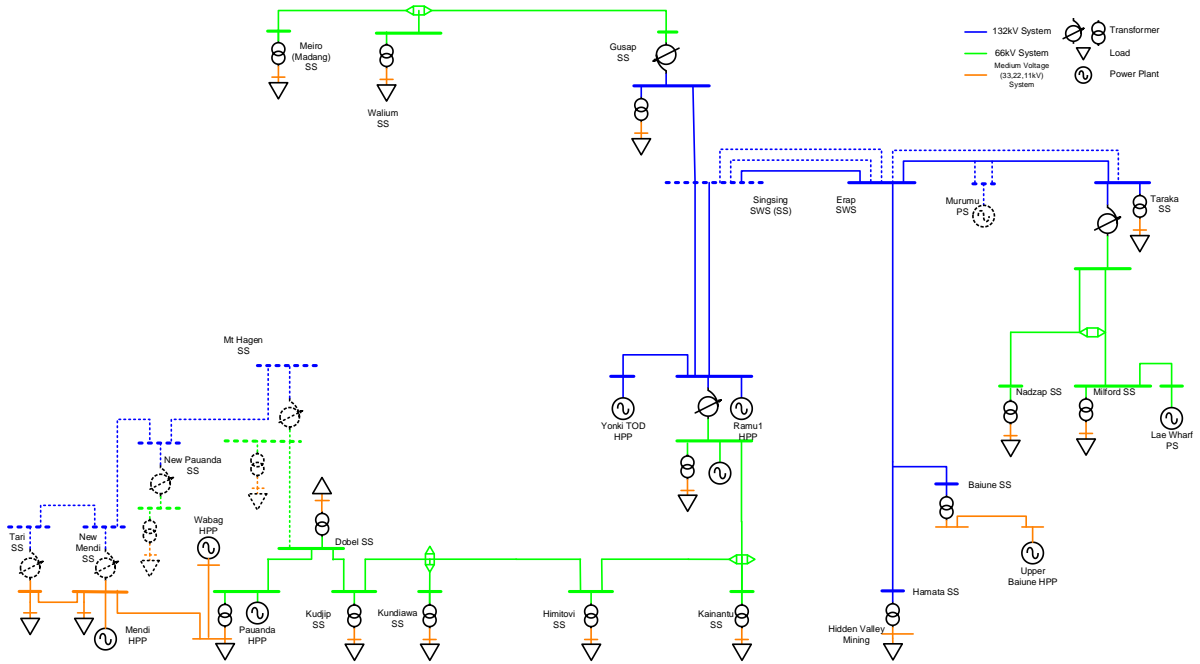 Meiro
(Madang)
SS
Walium
SS
Gusap
SS
132kV System
Transformer
66kV System
Load
Medium Voltage
(33,22,11kV)
System
Power Plant
Singsing
SWS (SS)
Erap
SWS
Murumu
PS
Taraka
SS
Mt Hagen
SS
Nadzap SS
Milford SS
Lae Wharf
PS
Yonki TOD
HPP
Ramu1
HPP
New Pauanda
SS
Baiune SS
Tari
SS
New
Mendi
SS
Wabag
HPP
Dobel SS
Upper
Baiune HPP
Hamata SS
Mendi
HPP
Pauanda
HPP
Kudjip
SS
Kundiawa
SS
Himitovi
SS
Kainantu
SS
Hidden Valley
Mining